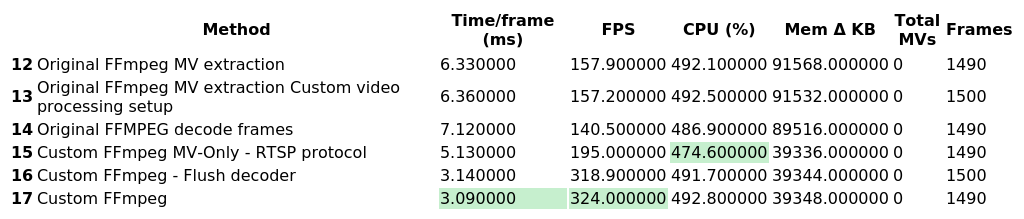 Method Time/frame (ms) FPS CPU (%) Mem Δ KB Total MVs Frames
12 Original FFmpeg MV extraction 6.330000 157.900000 492.100000 91568.000000 0 1490
13 Original FFmpeg MV extraction Custom video processing setup 6.360000 157.200000 492.500000 91532.000000 0 1500
14 Original FFMPEG decode frames 7.120000 140.500000 486.900000 89516.000000 0 1490
15 Custom FFmpeg MV-Only - RTSP protocol 5.130000 195.000000 474.600000 39336.000000 0 1490
16 Custom FFmpeg - Flush decoder 3.140000 318.900000 491.700000 39344.000000 0 1500
17 Custom FFmpeg 3.090000 324.000000 492.800000 39348.000000 0 1490